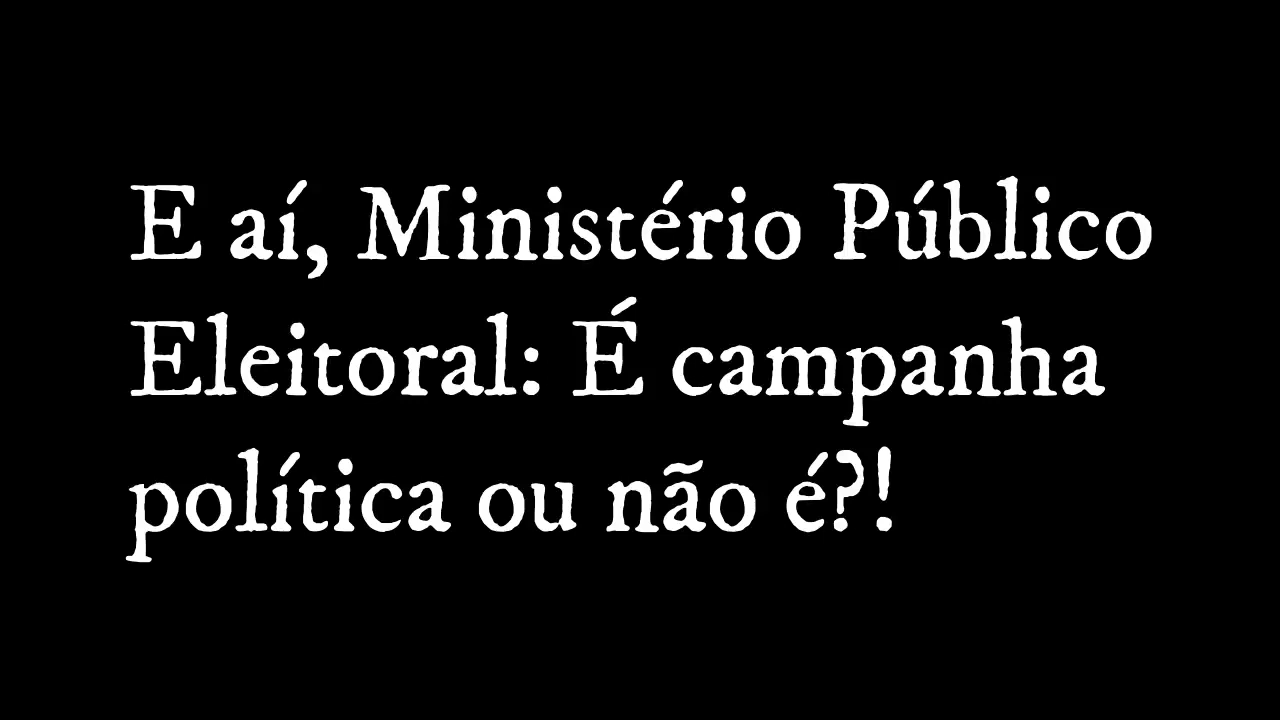 E aí, Ministério Público
Eleitoral: É campanha
política ou não é?!